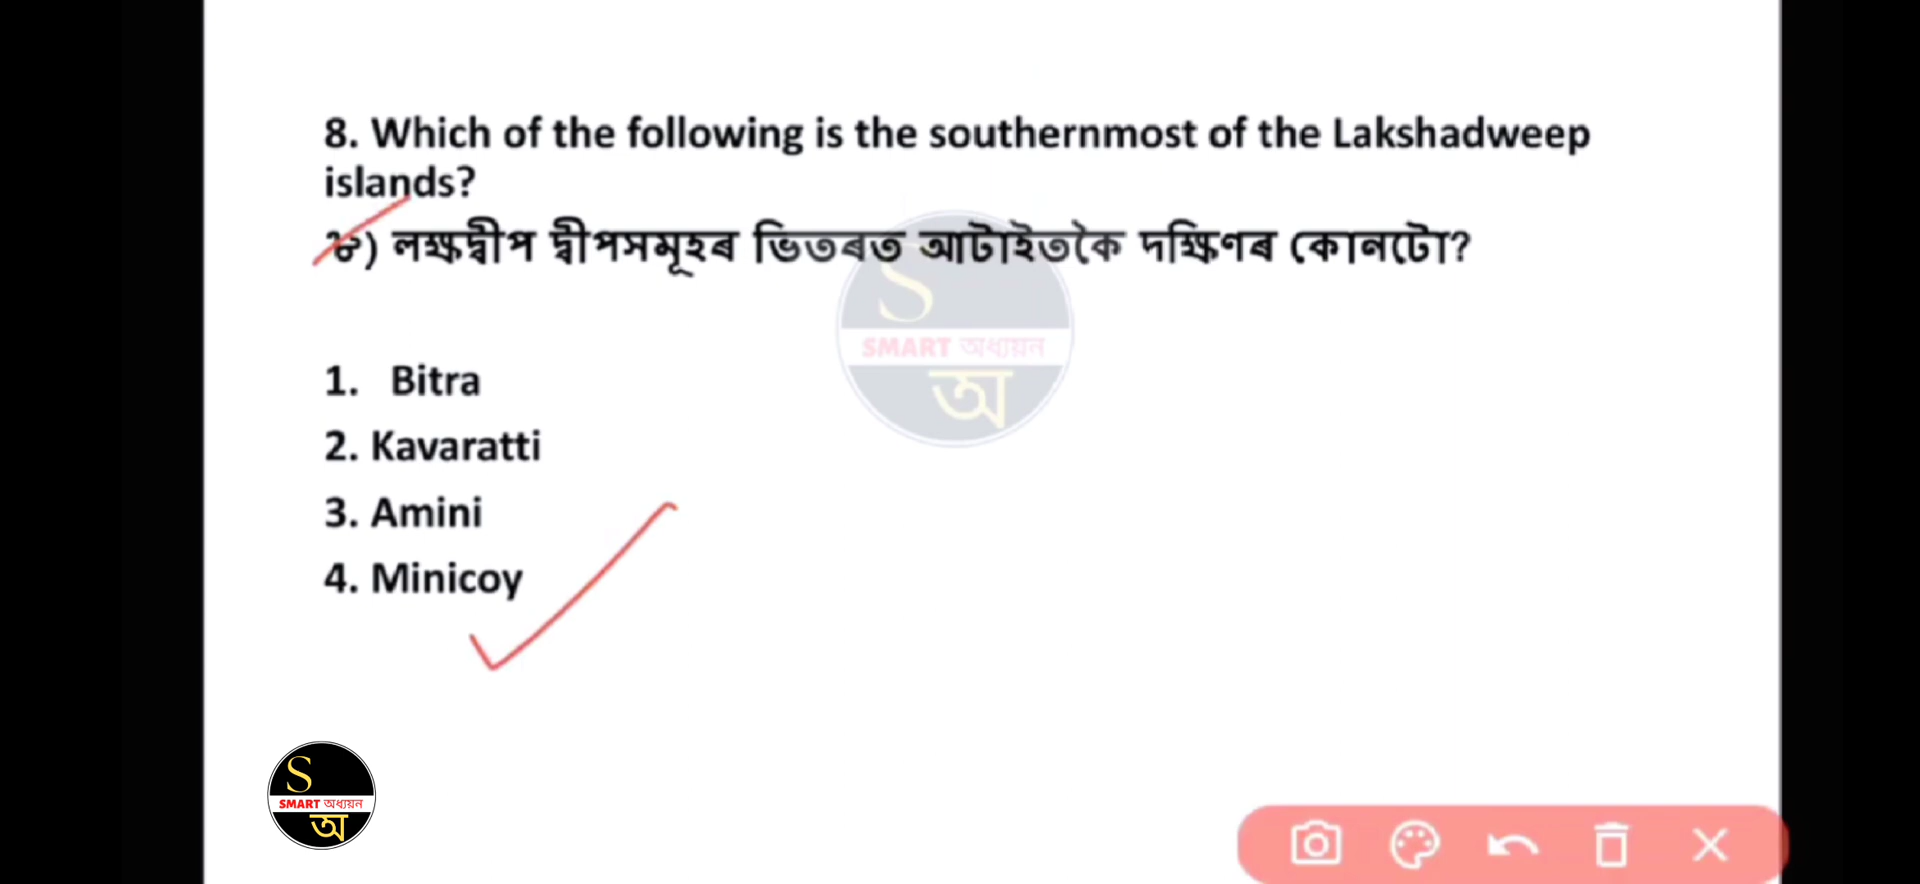 8. Which of the following is the southernmost of the Lakshadweep
islands?
৮) লক্ষদ্বীপ দ্বীপসমূহৰ ভিতৰত আটাইতকৈ দক্ষিণৰ কোনটো?
S
SMART অধ্যয়ন
অ
1. Bitra
2. Kavaratti
3. Amini
4. Minicoy
S
SMART অধ্যয়ন
অ